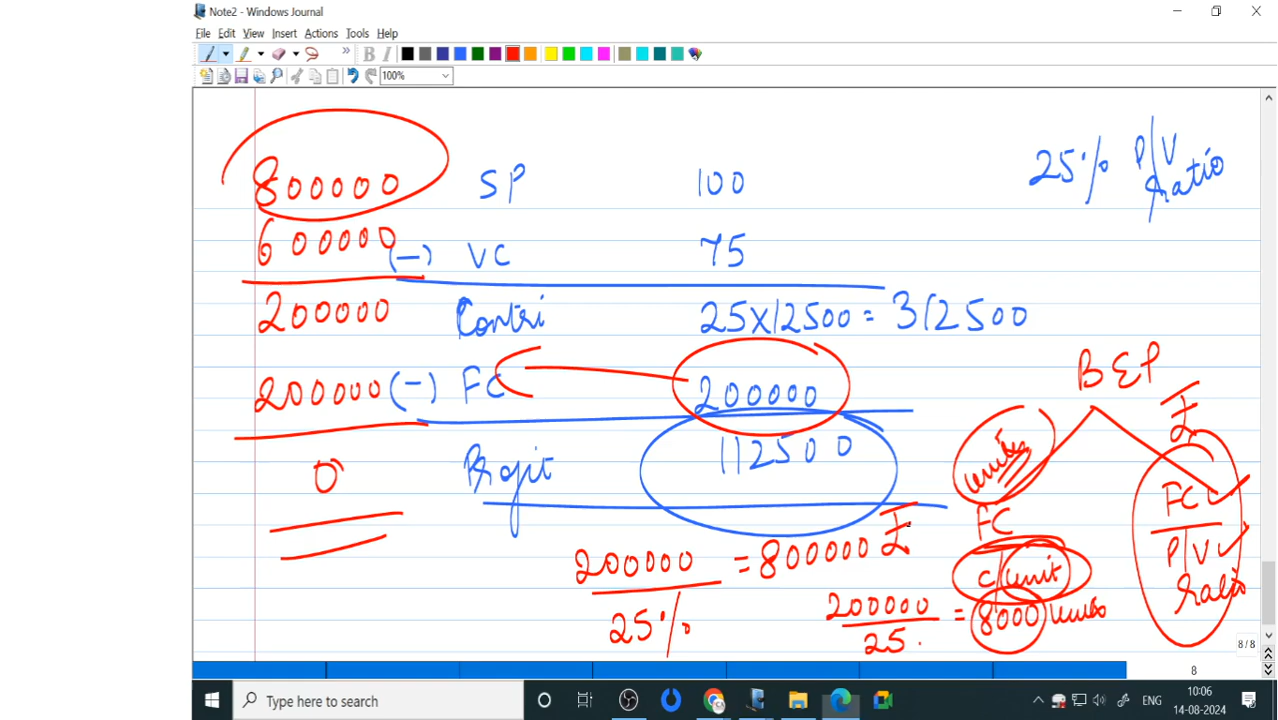 Note2 - Windows Journal
File Edit View Insert Actions Tools Help
B I
100%
800000 SP 100 25% P/V Ratio
600000 (-) VC 75
200000 Contri 25x12500 = 312500
200000 (-) FC 200000
0 Profit 112500
BEP
units ₹
FC FC
c/unit P/V Ratio
200000 = 800000 ₹
25%
200000 = 8000 units
25
8/8
8
Type here to search
ENG
10:06
14-08-2024